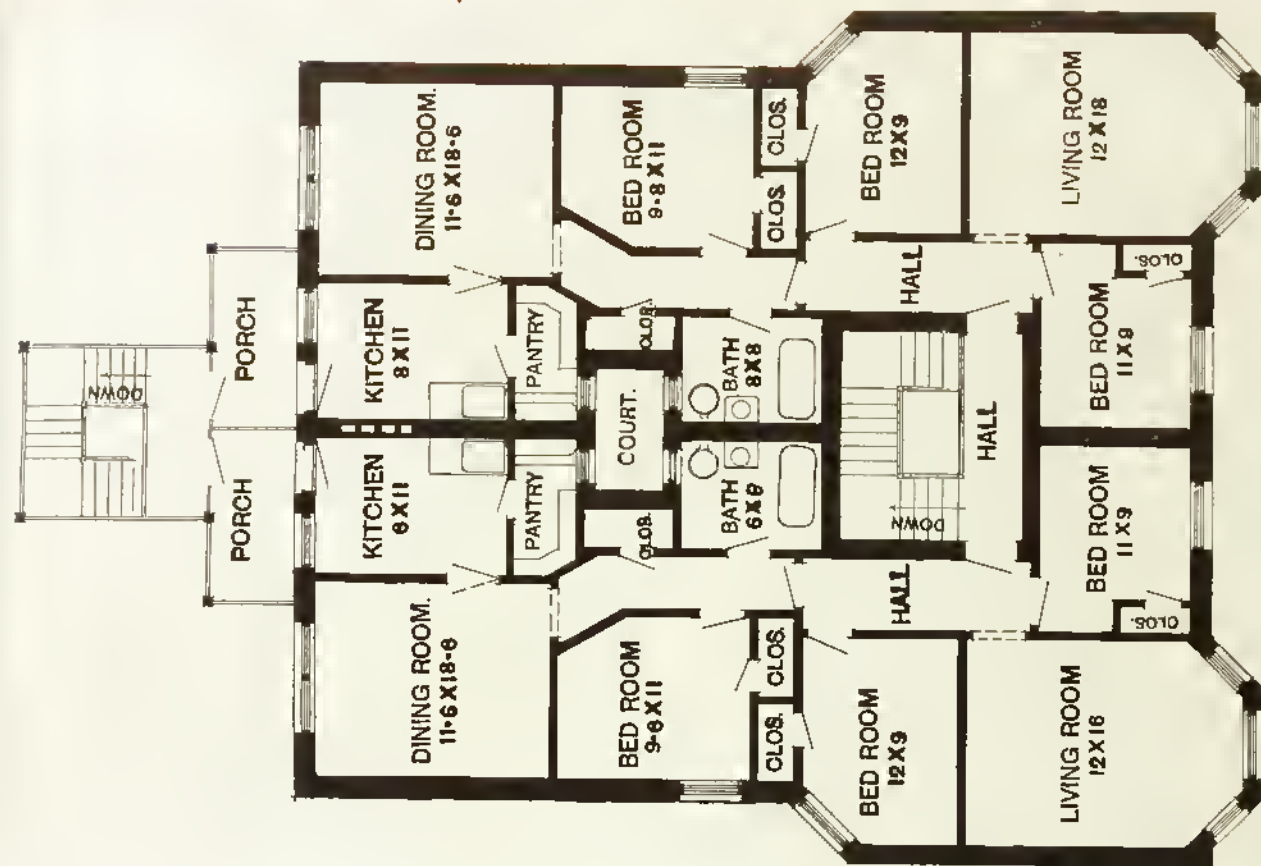 DOWN
PORCH
PORCH
DINING ROOM.
11-6 X 18-6
KITCHEN
6 X 11
KITCHEN
8 X 11
DINING ROOM.
11-6 X 18-6
PANTRY
PANTRY
BED ROOM
9-6 X 11
CLOS.
COURT.
CLOS.
BED ROOM
9-8 X 11
CLOS.
CLOS.
BATH
6 X 8
BATH
8 X 8
CLOS.
CLOS.
BED ROOM
12 X 9
HALL
DOWN
HALL
BED ROOM
12 X 9
HALL
LIVING ROOM
12 X 16
BED ROOM
11 X 9
BED ROOM
11 X 9
LIVING ROOM
12 X 18
CLOS.
CLOS.